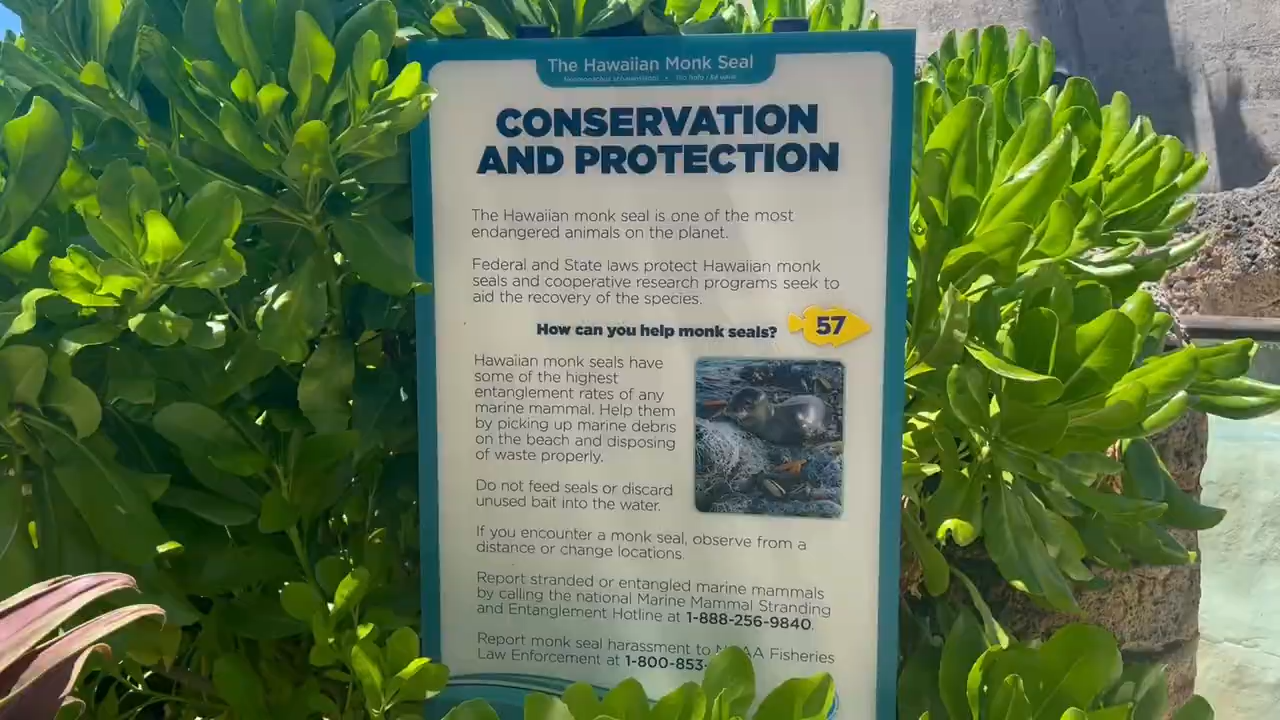 The Hawaiian Monk Seal
CONSERVATION
AND PROTECTION
The Hawaiian monk seal is one of the most
endangered animals on the planet.
Federal and State laws protect Hawaiian monk
seals and cooperative research programs seek to
aid the recovery of the species.
How can you help monk seals?
57
Hawaiian monk seals have
some of the highest
entanglement rates of any
marine mammal. Help them
by picking up marine debris
on the beach and disposing
of waste properly.
Do not feed seals or discard
unused bait into the water.
If you encounter a monk seal, observe from a
distance or change locations.
Report stranded or entangled marine mammals
by calling the national Marine Mammal Stranding
and Entanglement Hotline at 1-888-256-9840.
Report monk seal harassment to Fisheries
Law Enforcement at 1-800-853-